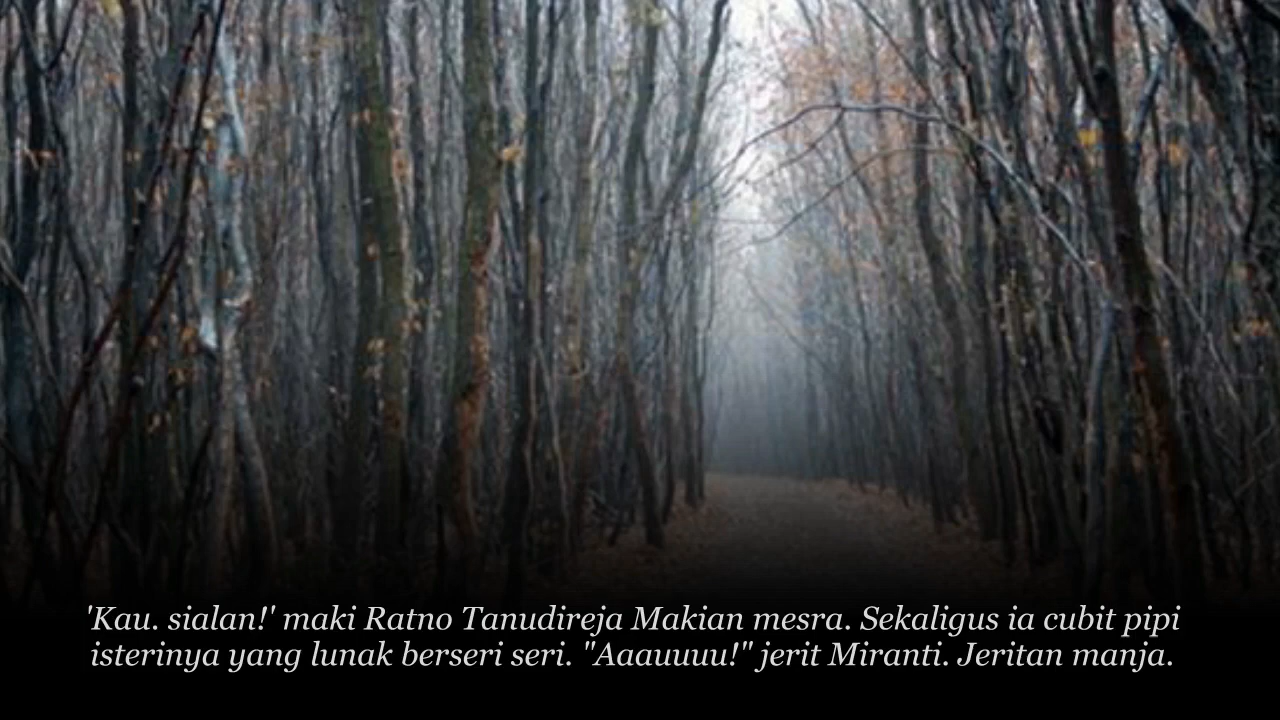 'Kau. sialan!' maki Ratno Tanudireja Makian mesra. Sekaligus ia cubit pipi
isterinya yang lunak berseri seri. "Aaauuuu!" jerit Miranti. Jeritan manja.